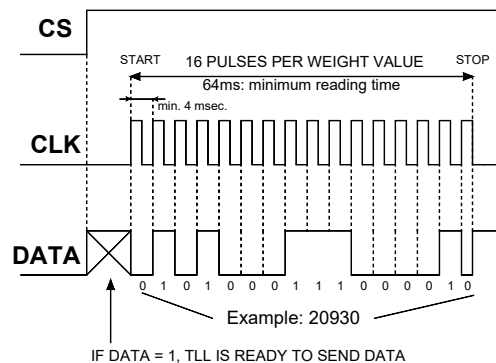 CS
START 16 PULSES PER WEIGHT VALUE STOP
64ms: minimum reading time
min. 4 msec.
CLK
DATA
0 1 0 1 0 0 0 1 1 1 0 0 0 0 1 0
Example: 20930
IF DATA = 1, TLL IS READY TO SEND DATA